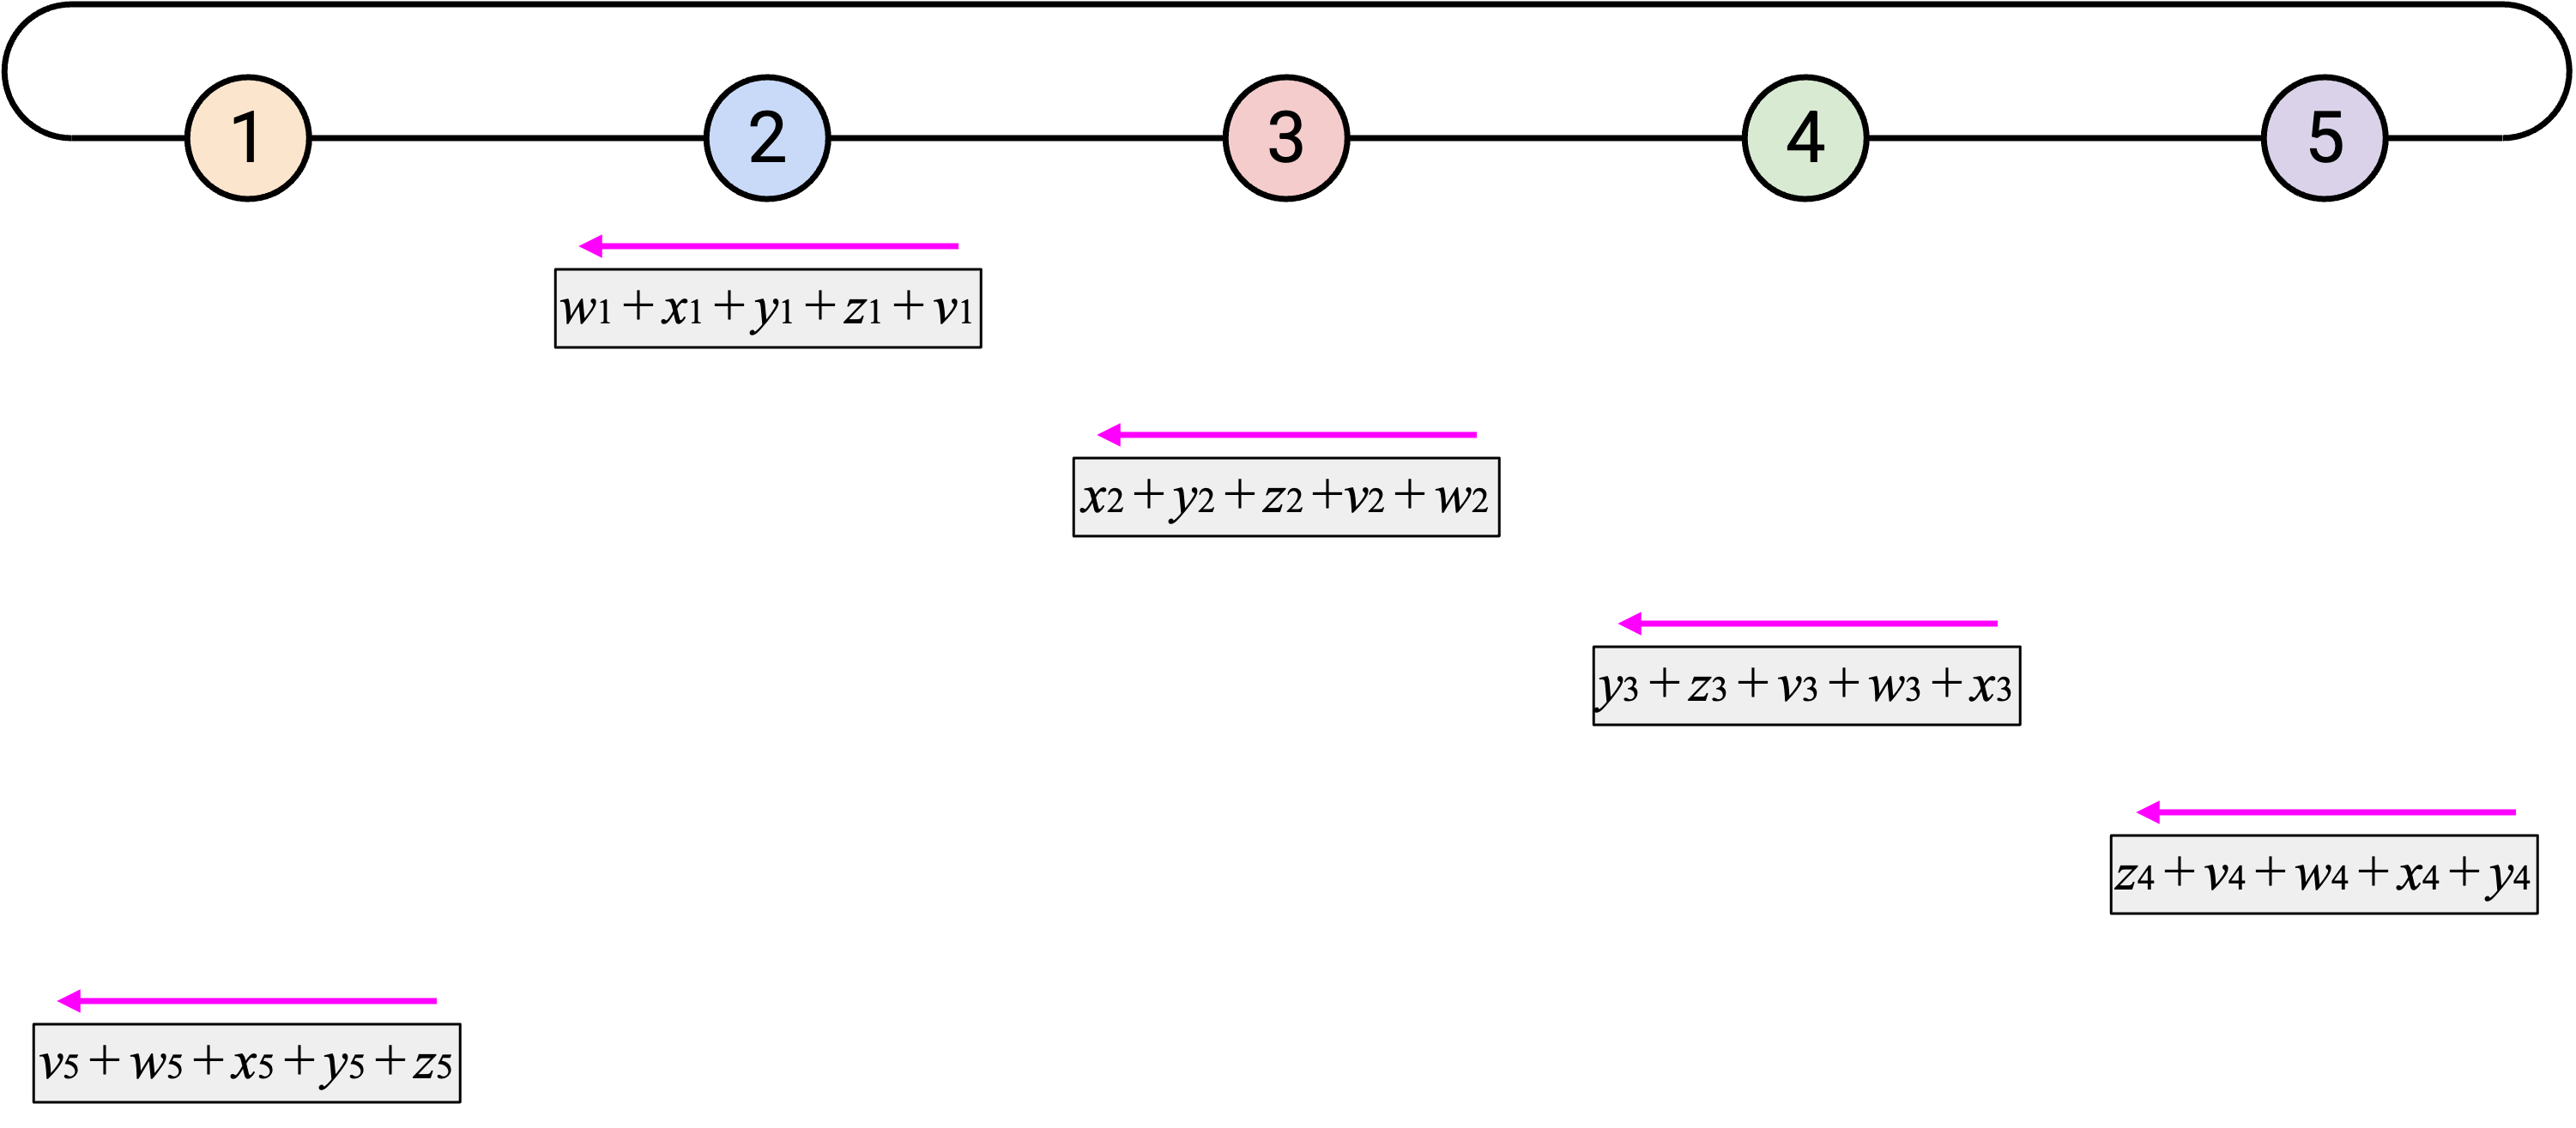 1 2 3 4 5
w1 + x1 + y1 + z1 + v1
x2 + y2 + z2 + v2 + w2
y3 + z3 + v3 + w3 + x3
z4 + v4 + w4 + x4 + y4
v5 + w5 + x5 + y5 + z5